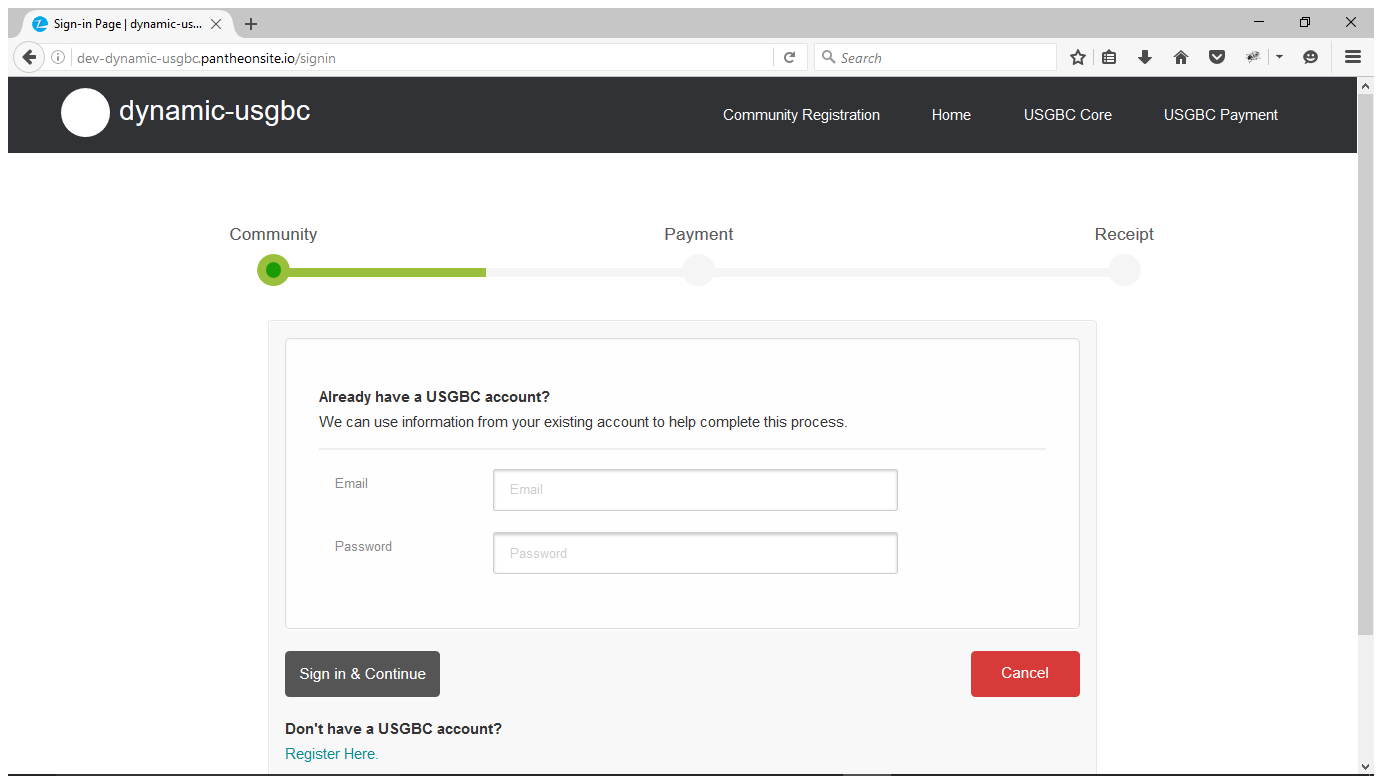 Sign-in Page | dynamic-us...
dev-dynamic-usgbc.pantheonsite.io/signin
Search
dynamic-usgbc
Community Registration
Home
USGBC Core
USGBC Payment
Community
Payment
Receipt
Already have a USGBC account?
We can use information from your existing account to help complete this process.
Email
Email
Password
Password
Sign in & Continue
Cancel
Don't have a USGBC account?
Register Here.